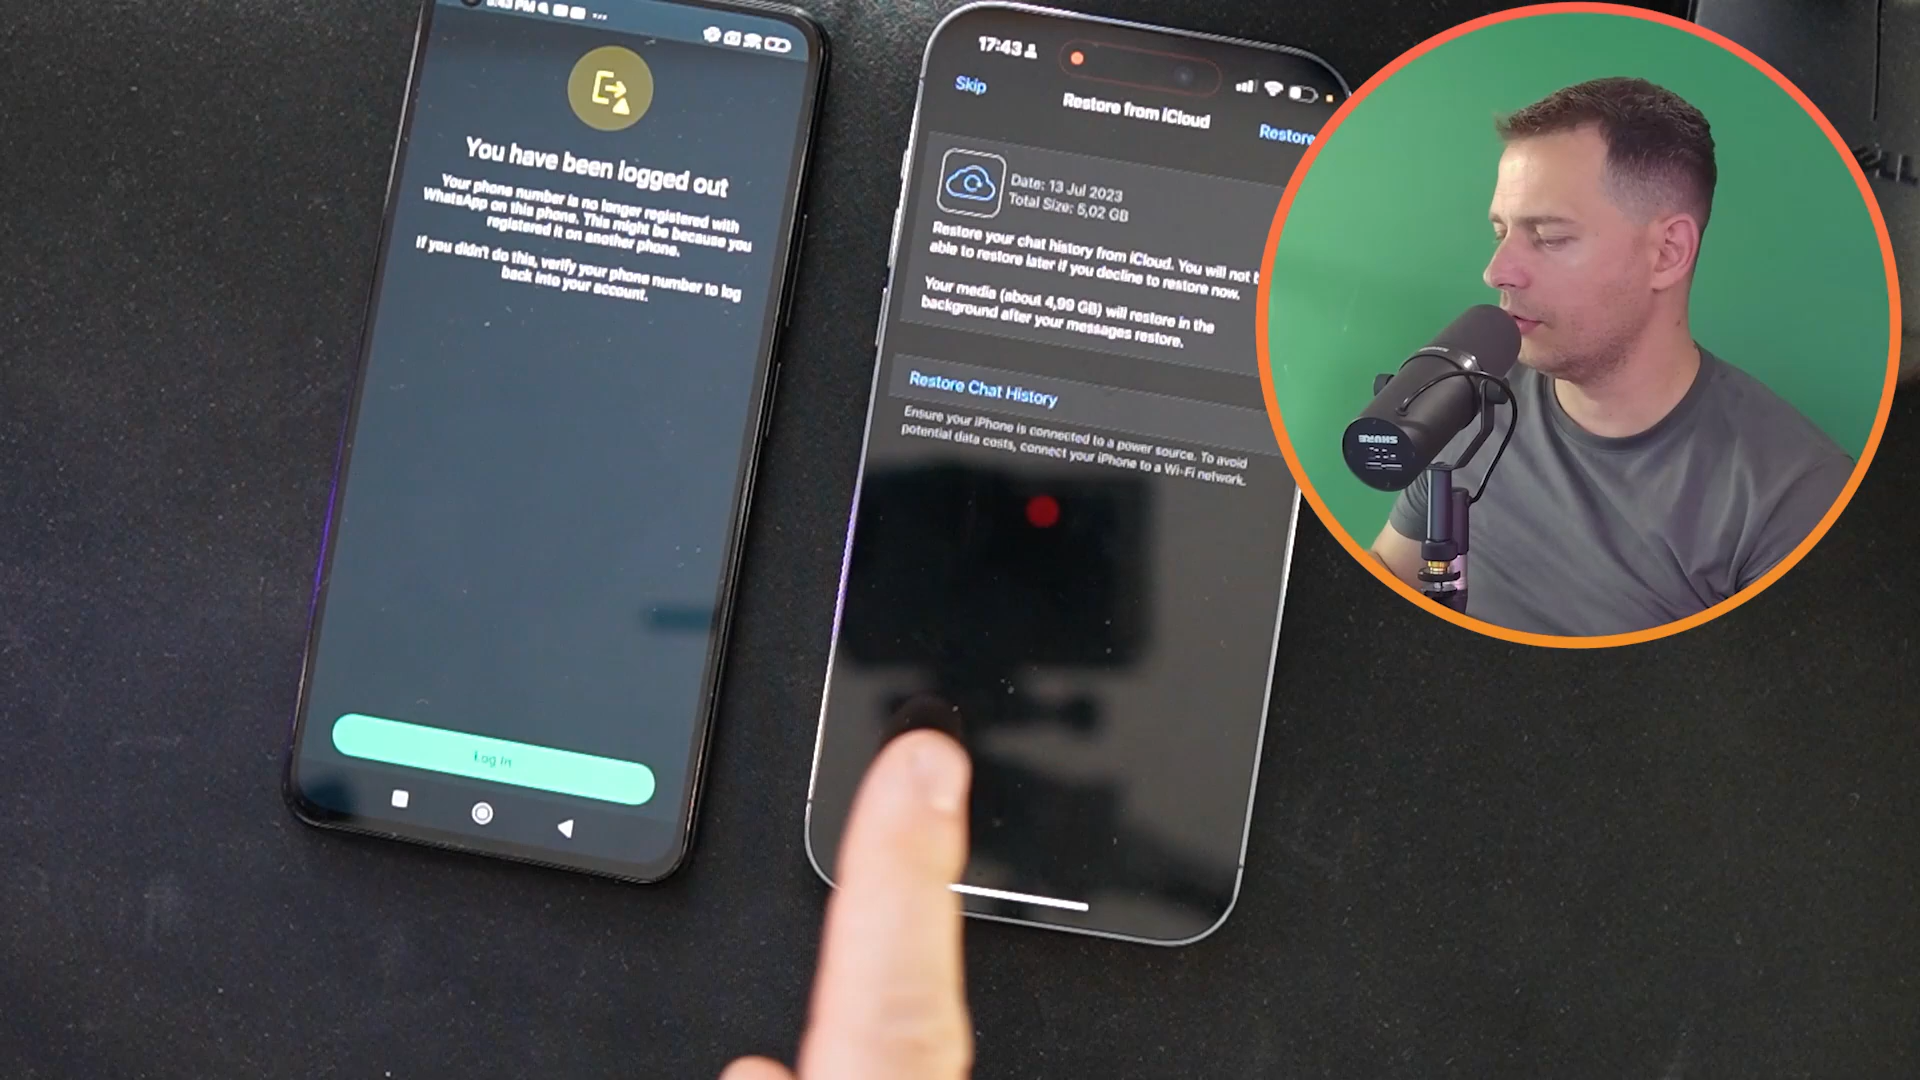 5:43 PM
You have been logged out
Your phone number is no longer registered with
WhatsApp on this phone. This might be because you
registered it on another phone.
If you didn't do this, verify your phone number to log
back into your account.
Log in
17:43
Skip
Restore from iCloud
Restore
Date: 13 Jul 2023
Total Size: 5,02 GB
Restore your chat history from iCloud. You will not b
able to restore later if you decline to restore now.
Your media (about 4,99 GB) will restore in the
background after your messages restore.
Restore Chat History
Ensure your iPhone is connected to a power source. To avoid
potential data costs, connect your iPhone to a Wi-Fi network.
SHURE